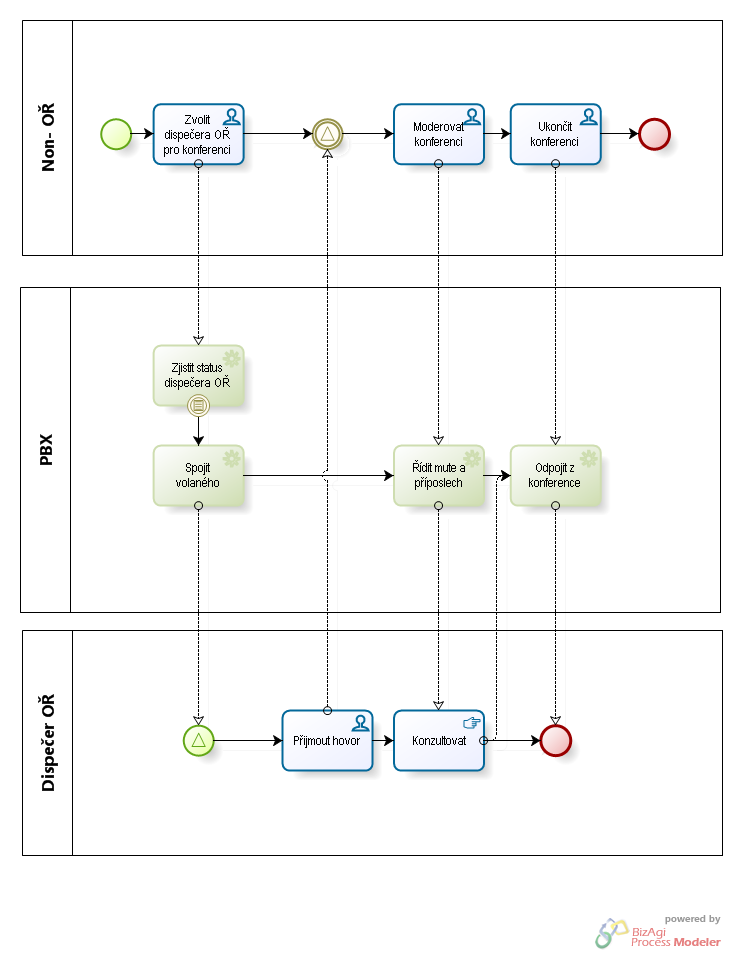 Non- OŘ
Zvolit
dispečera OŘ
pro konferenci
Moderovat
konferenci
Ukončit
konferenci
PBX
Zjistit status
dispečera OŘ
Spojit
volaného
Řídit mute a
příposlech
Odpojit z
konference
Dispečer OŘ
Přijmout hovor
Konzultovat
powered by
BizAgi
Process Modeler